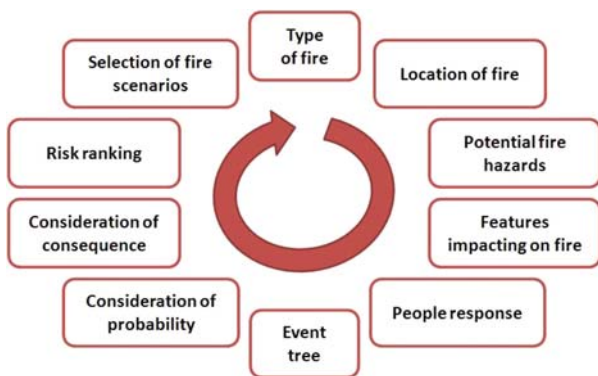 Type
of fire
Location of fire
Potential fire
hazards
Features
impacting on fire
People response
Event
tree
Consideration of
probability
Consideration of
consequence
Risk ranking
Selection of fire
scenarios